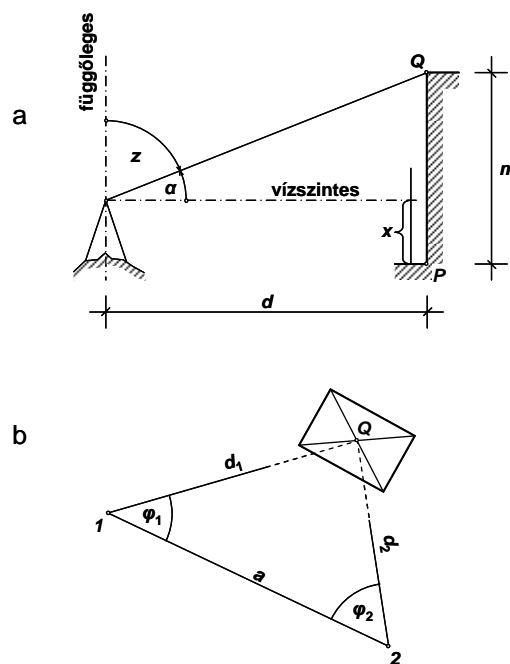 a
függőleges
z
α
vízszintes
Q
x
m
P
d
b
Q
d₁
d₂
1
φ₁
a
φ₂
2